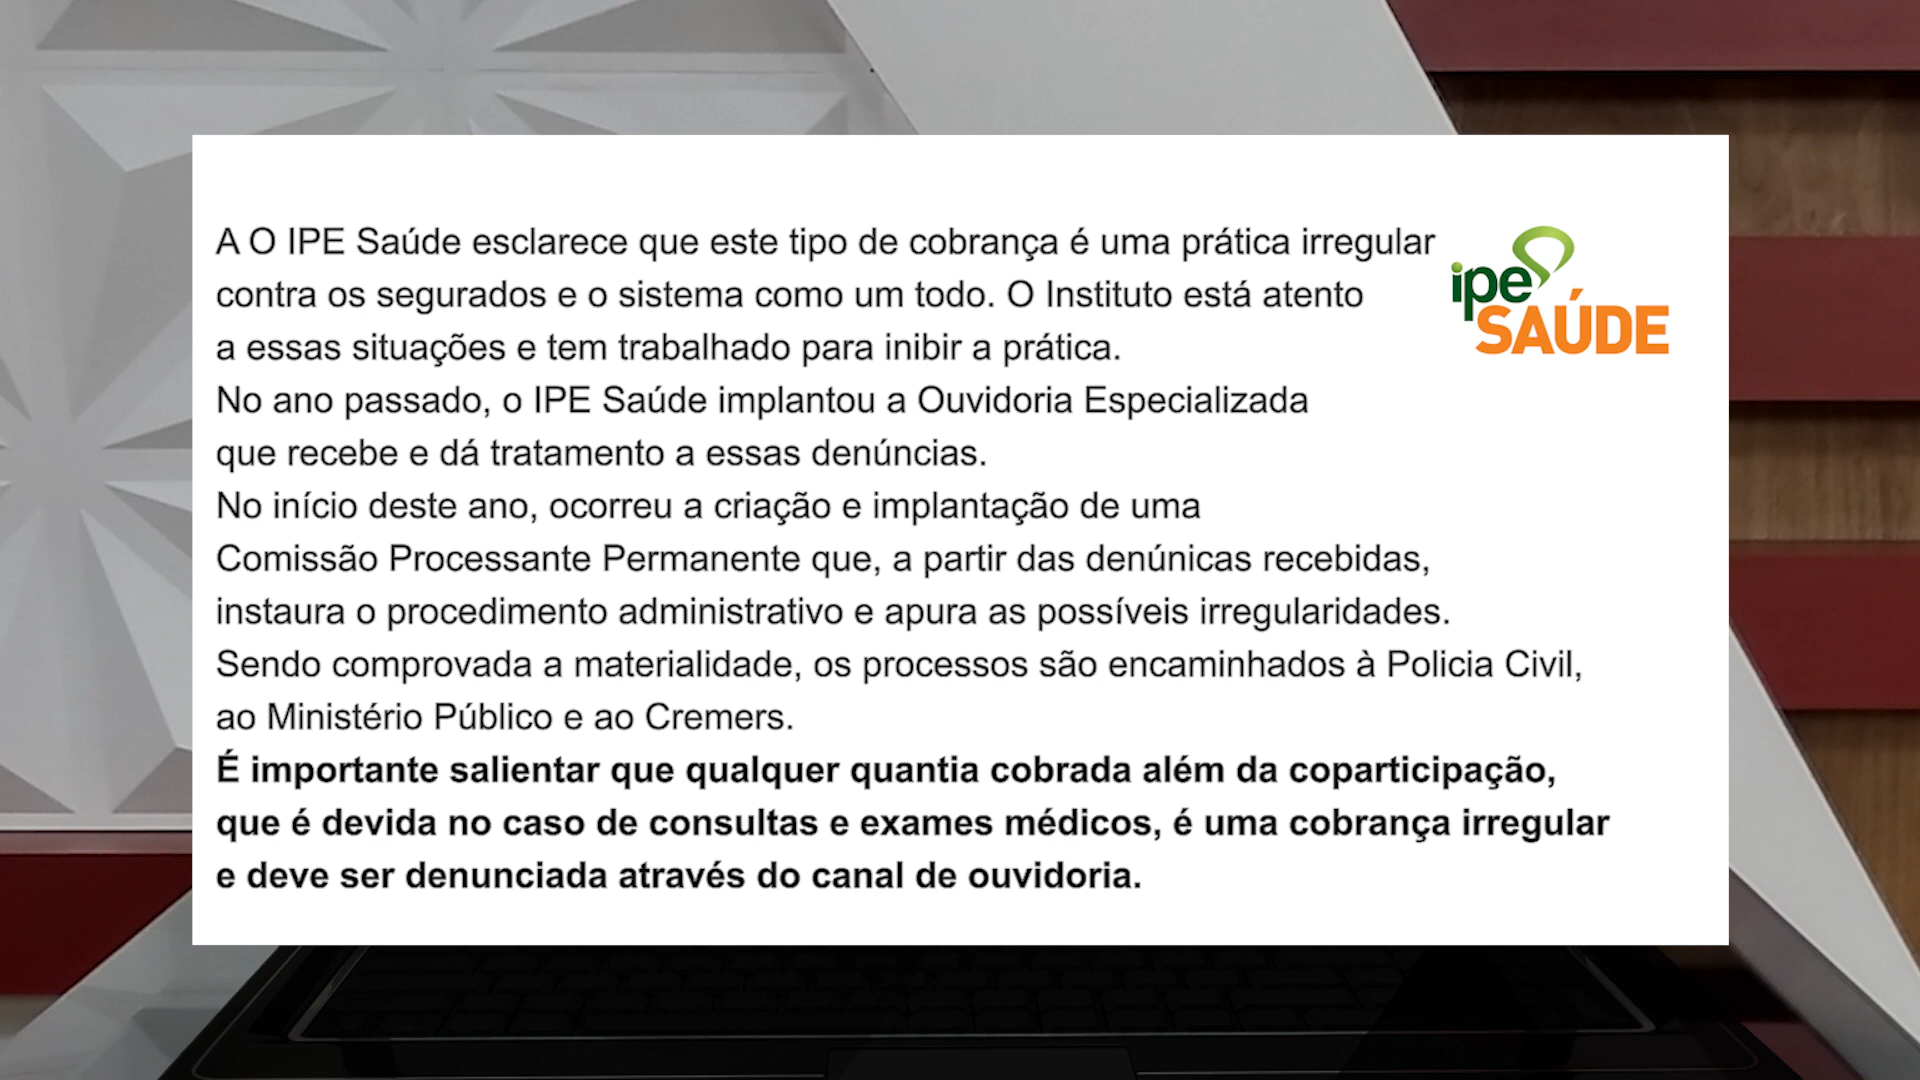 A O IPE Saúde esclarece que este tipo de cobrança é uma prática irregular
contra os segurados e o sistema como um todo. O Instituto está atento
a essas situações e tem trabalhado para inibir a prática.
No ano passado, o IPE Saúde implantou a Ouvidoria Especializada
que recebe e dá tratamento a essas denúncias.
No início deste ano, ocorreu a criação e implantação de uma
Comissão Processante Permanente que, a partir das denúnicas recebidas,
instaura o procedimento administrativo e apura as possíveis irregularidades.
Sendo comprovada a materialidade, os processos são encaminhados à Policia Civil,
ao Ministério Público e ao Cremers.
É importante salientar que qualquer quantia cobrada além da coparticipação,
que é devida no caso de consultas e exames médicos, é uma cobrança irregular
e deve ser denunciada através do canal de ouvidoria.
ipe
SAÚDE